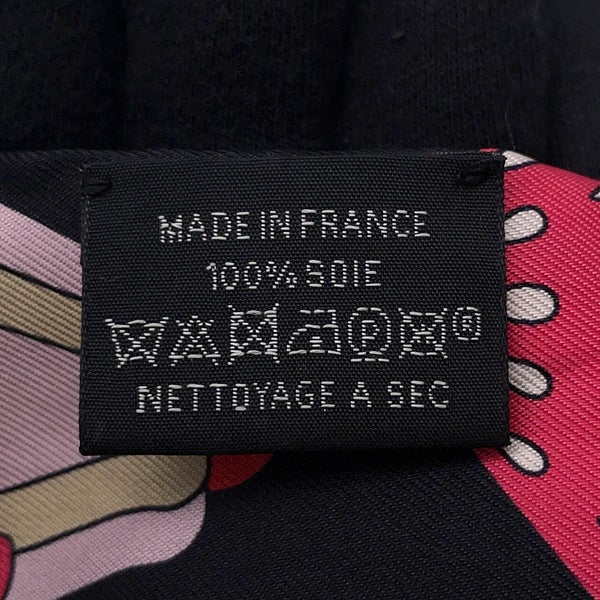 MADE IN FRANCE
100% SOIE
P ®
NETTOYAGE A SEC